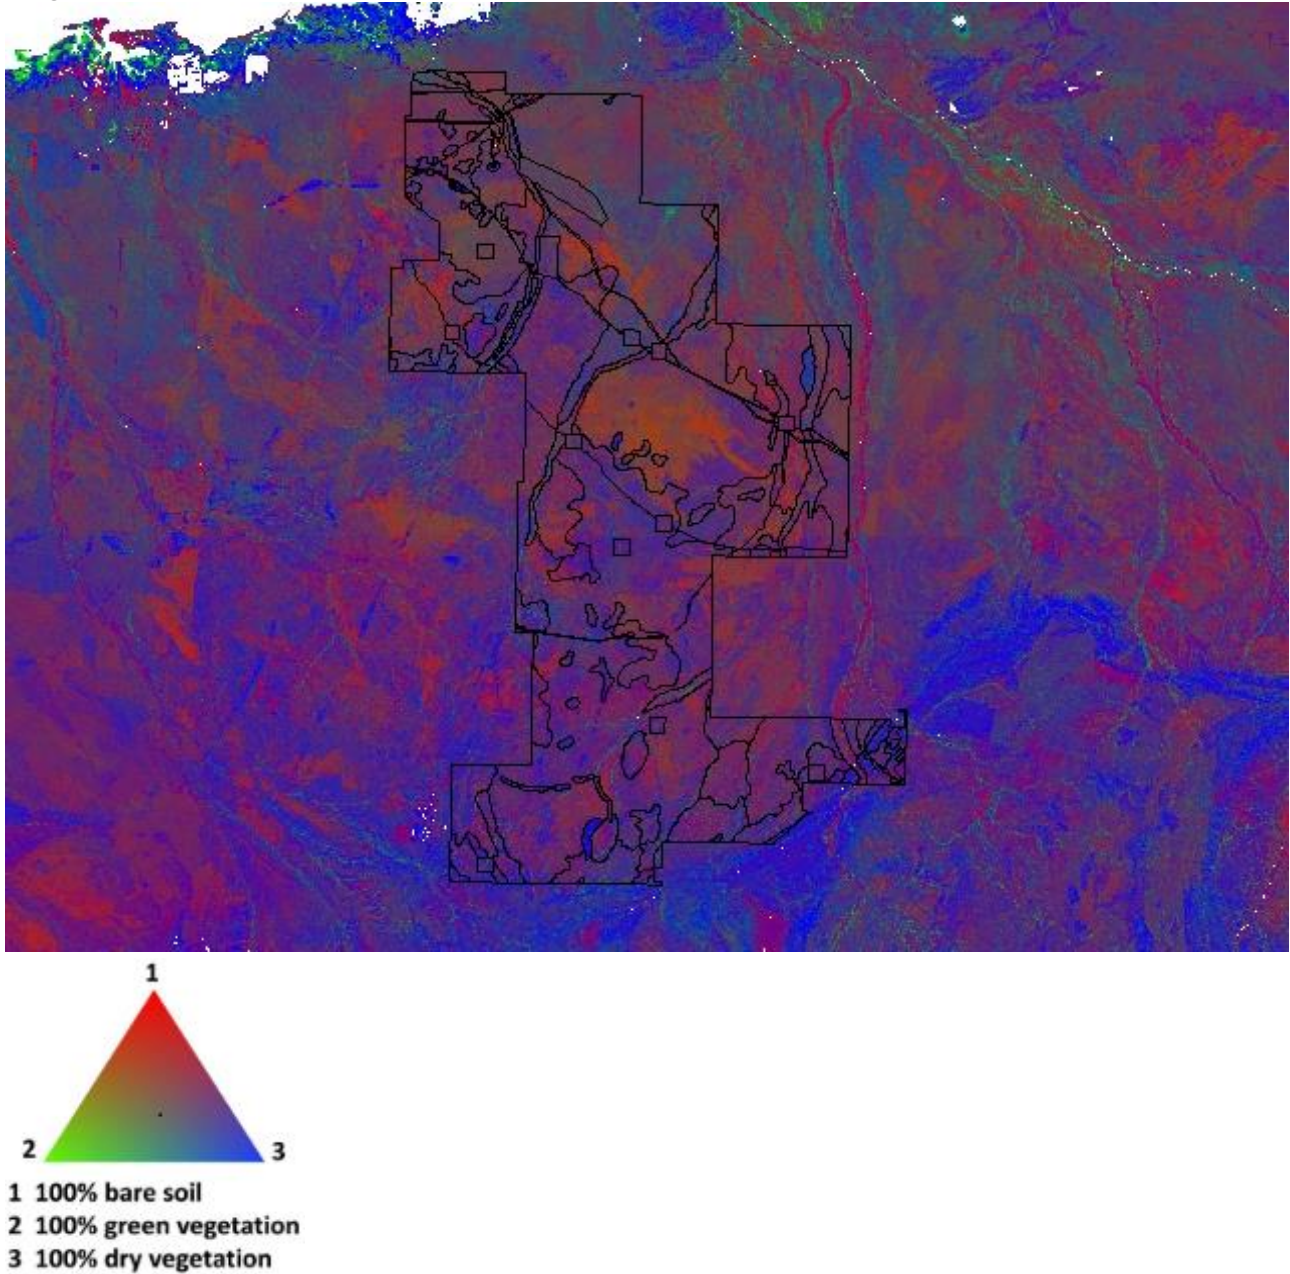 1
2 3
1 100% bare soil
2 100% green vegetation
3 100% dry vegetation